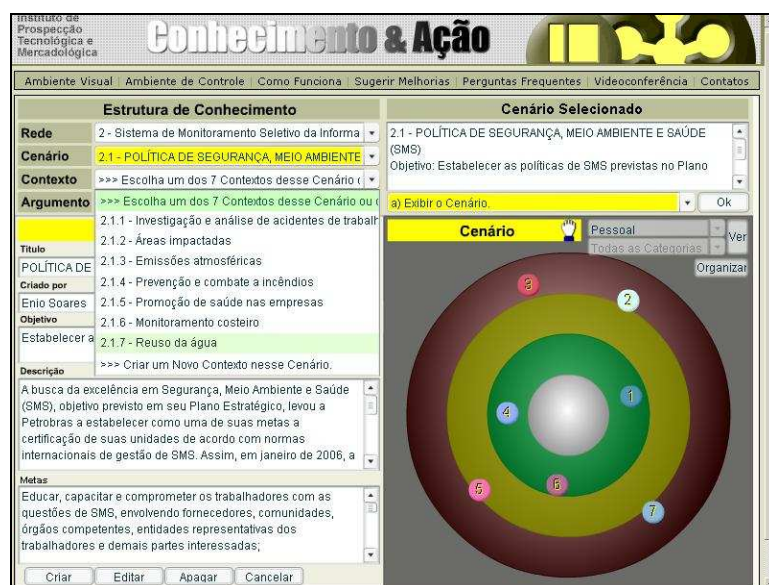 Instituto de
Prospecção
Tecnológica e
Mercadológica
Conhecimento & Ação
Ambiente Visual | Ambiente de Controle | Como Funciona | Sugerir Melhorias | Perguntas Frequentes | Videoconferência | Contatos
Estrutura de Conhecimento
Rede
2 - Sistema de Monitoramento Seletivo da Informa
Cenário
2.1 - POLÍTICA DE SEGURANÇA, MEIO AMBIENTE
Contexto
>>> Escolha um dos 7 Contextos desse Cenário (
Argumento
>>> Escolha um dos 7 Contextos desse Cenário ou
2.1.1 - Investigação e análise de acidentes de trabalh
2.1.2 - Áreas impactadas
2.1.3 - Emissões atmosféricas
2.1.4 - Prevenção e combate a incêndios
2.1.5 - Promoção de saúde nas empresas
2.1.6 - Monitoramento costeiro
2.1.7 - Reuso da água
>>> Criar um Novo Contexto nesse Cenário.
Titulo
POLÍTICA DE
Criado por
Enio Soares
Objetivo
Estabelecer a
Descrição
A busca da excelência em Segurança, Meio Ambiente e Saúde
(SMS), objetivo previsto em seu Plano Estratégico, levou a
Petrobras a estabelecer como uma de suas metas a
certificação de suas unidades de acordo com normas
internacionais de gestão de SMS. Assim, em janeiro de 2006, a
Metas
Educar, capacitar e comprometer os trabalhadores com as
questões de SMS, envolvendo fornecedores, comunidades,
órgãos competentes, entidades representativas dos
trabalhadores e demais partes interessadas;
Criar Editar Apagar Cancelar
Cenário Selecionado
2.1 - POLÍTICA DE SEGURANÇA, MEIO AMBIENTE E SAÚDE
(SMS)
Objetivo: Estabelecer as políticas de SMS previstas no Plano
a) Exibir o Cenário.
Ok
Cenário
Pessoal
Todas as Categorias
Ver
Organizar
3
2
1
4
5
6
7